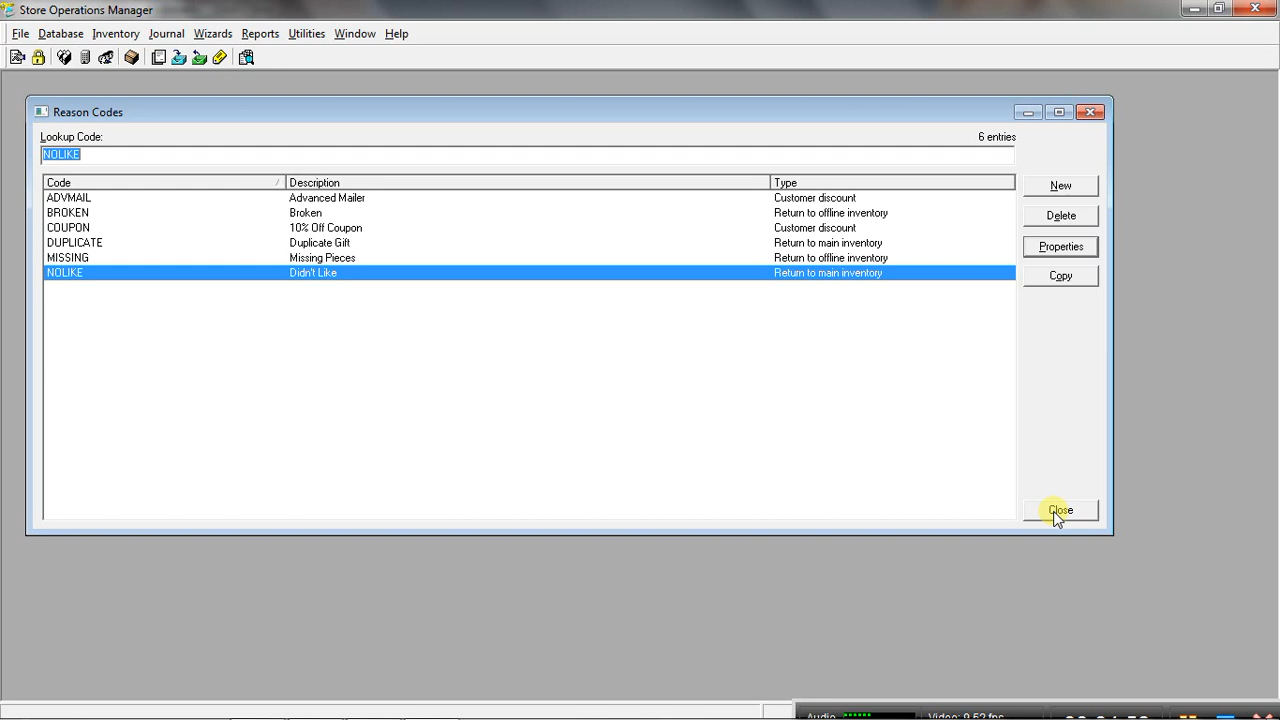 Store Operations Manager
File Database Inventory Journal Wizards Reports Utilities Window Help
Reason Codes
Lookup Code: 6 entries
NOLIKE
Code Description Type
ADVMAIL Advanced Mailer Customer discount
BROKEN Broken Return to offline inventory
COUPON 10% Off Coupon Customer discount
DUPLICATE Duplicate Gift Return to main inventory
MISSING Missing Pieces Return to offline inventory
NOLIKE Didn't Like Return to main inventory
New
Delete
Properties
Copy
Close
Audio Video: 9.52 fps